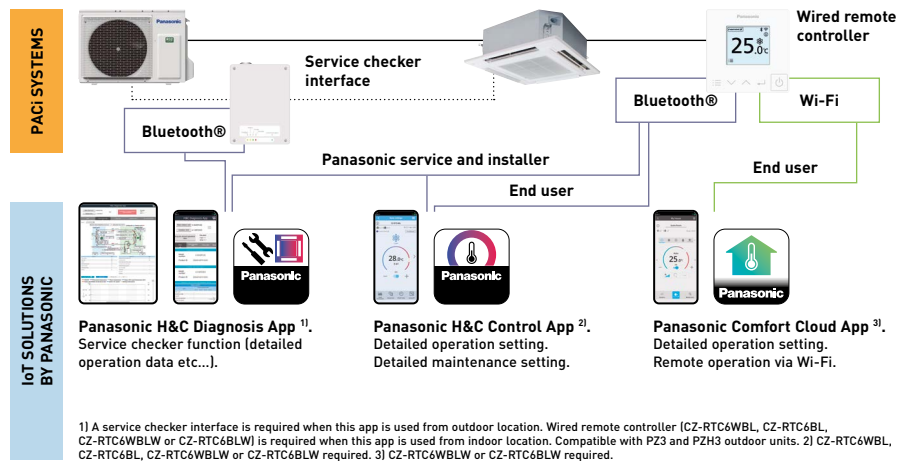 PACi SYSTEMS
Panasonic
Service checker
interface
Panasonic
25.0°c
Wired remote
controller
Bluetooth®
Bluetooth®
Wi-Fi
Panasonic service and installer
End user
End user
IoT SOLUTIONS
BY PANASONIC
28.0
25
Panasonic
Panasonic
Panasonic
Panasonic H&C Diagnosis App 1).
Service checker function (detailed
operation data etc...).
Panasonic H&C Control App 2).
Detailed operation setting.
Detailed maintenance setting.
Panasonic Comfort Cloud App 3).
Detailed operation setting.
Remote operation via Wi-Fi.
1) A service checker interface is required when this app is used from outdoor location. Wired remote controller (CZ-RTC6WBL, CZ-RTC6BL,
CZ-RTC6WBLW or CZ-RTC6BLW) is required when this app is used from indoor location. Compatible with PZ3 and PZH3 outdoor units. 2) CZ-RTC6WBL,
CZ-RTC6BL, CZ-RTC6WBLW or CZ-RTC6BLW required. 3) CZ-RTC6WBLW or CZ-RTC6BLW required.